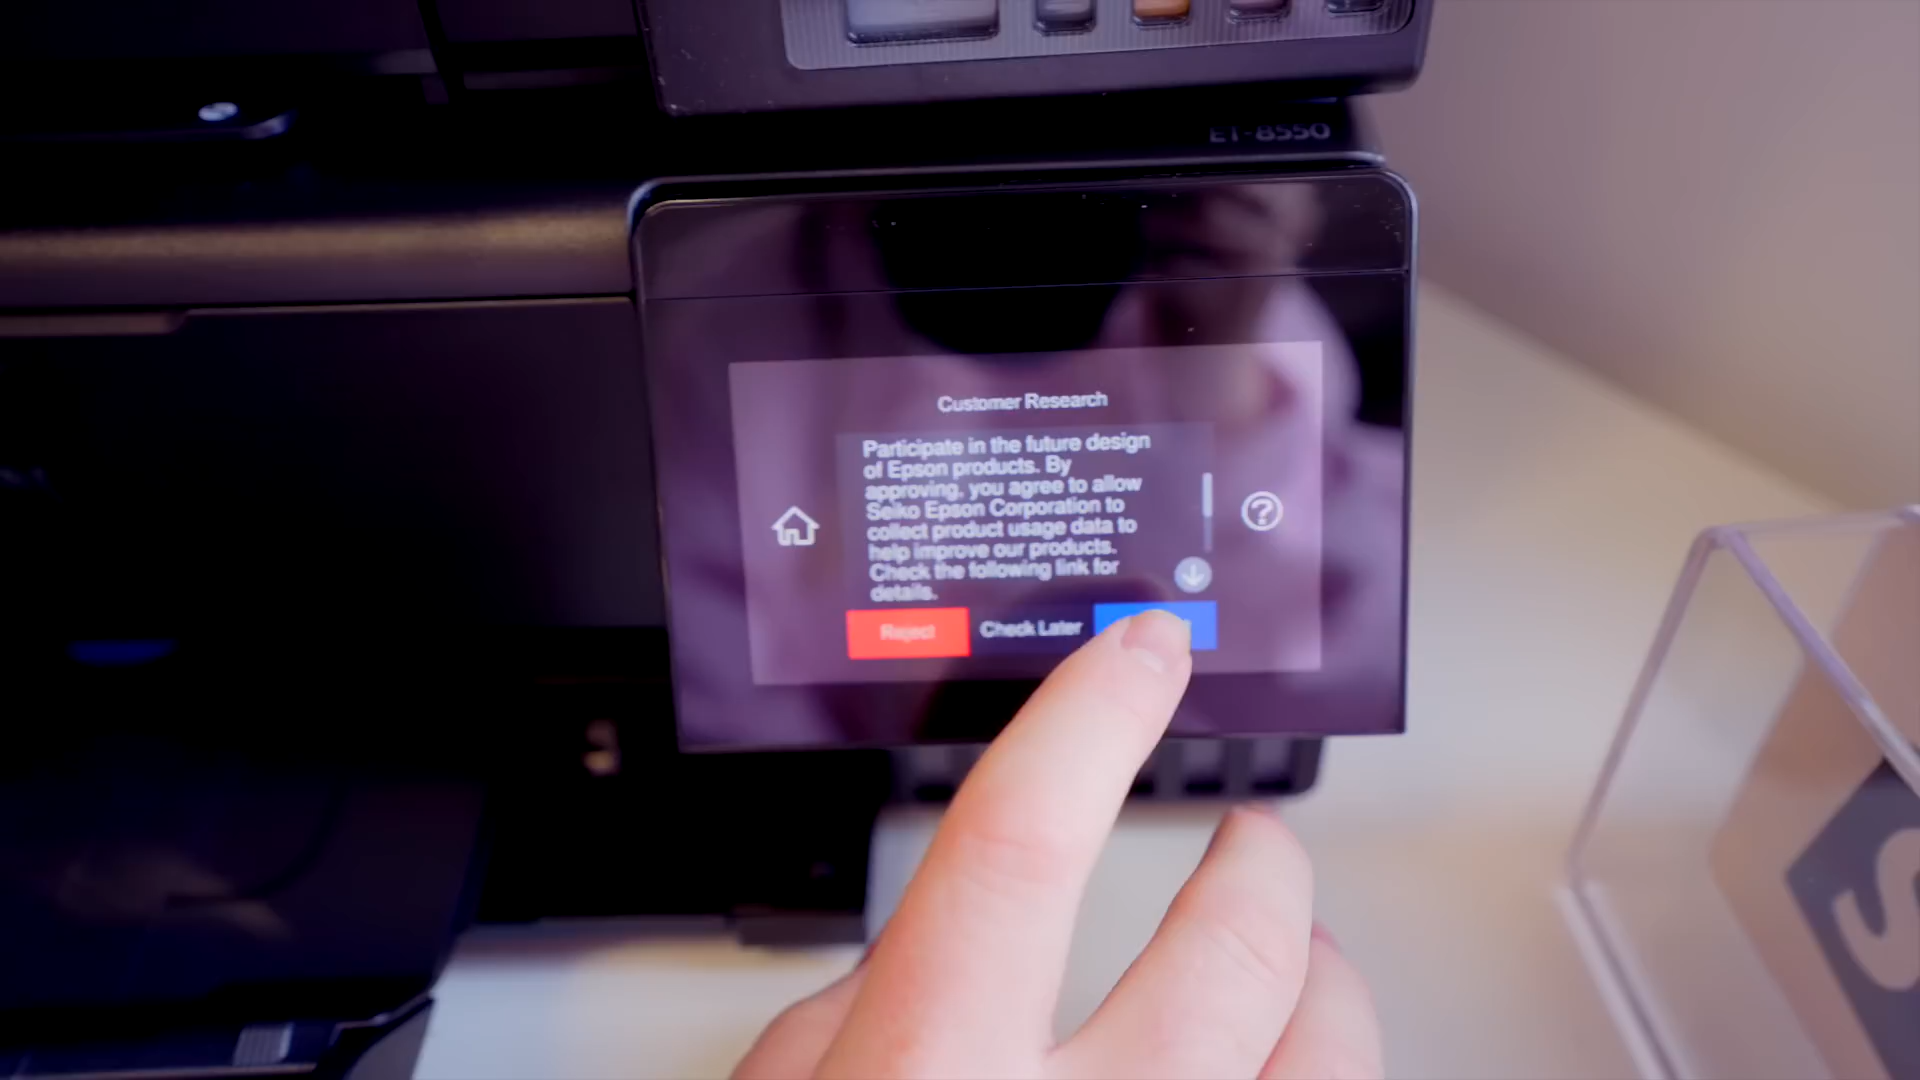 ET-8550
Customer Research
Participate in the future design
of Epson products. By
approving, you agree to allow
Seiko Epson Corporation to
collect product usage data to
help improve our products.
Check the following link for
details.
Reject
Check Later
S